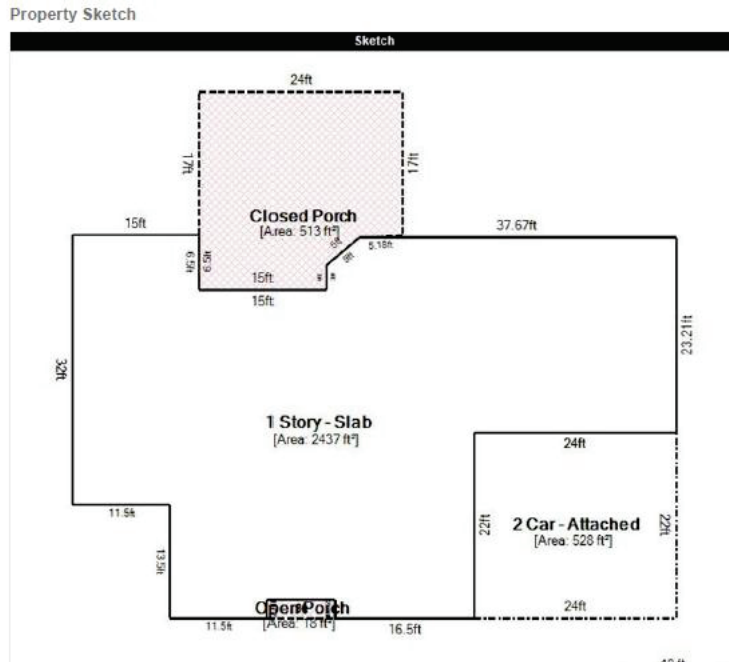 Property Sketch
Sketch
24ft
17ft
17ft
Closed Porch
[Area: 513 ft²]
15ft
37.67ft
5ft
5ft
5.18ft
6.5ft
6.5ft
15ft
15ft
23.21ft
32ft
1 Story - Slab
[Area: 2437 ft²]
24ft
11.5ft
22ft
2 Car - Attached
[Area: 528 ft²]
22ft
13.5ft
Open Porch
[Area: 18 ft²]
24ft
11.5ft
16.5ft